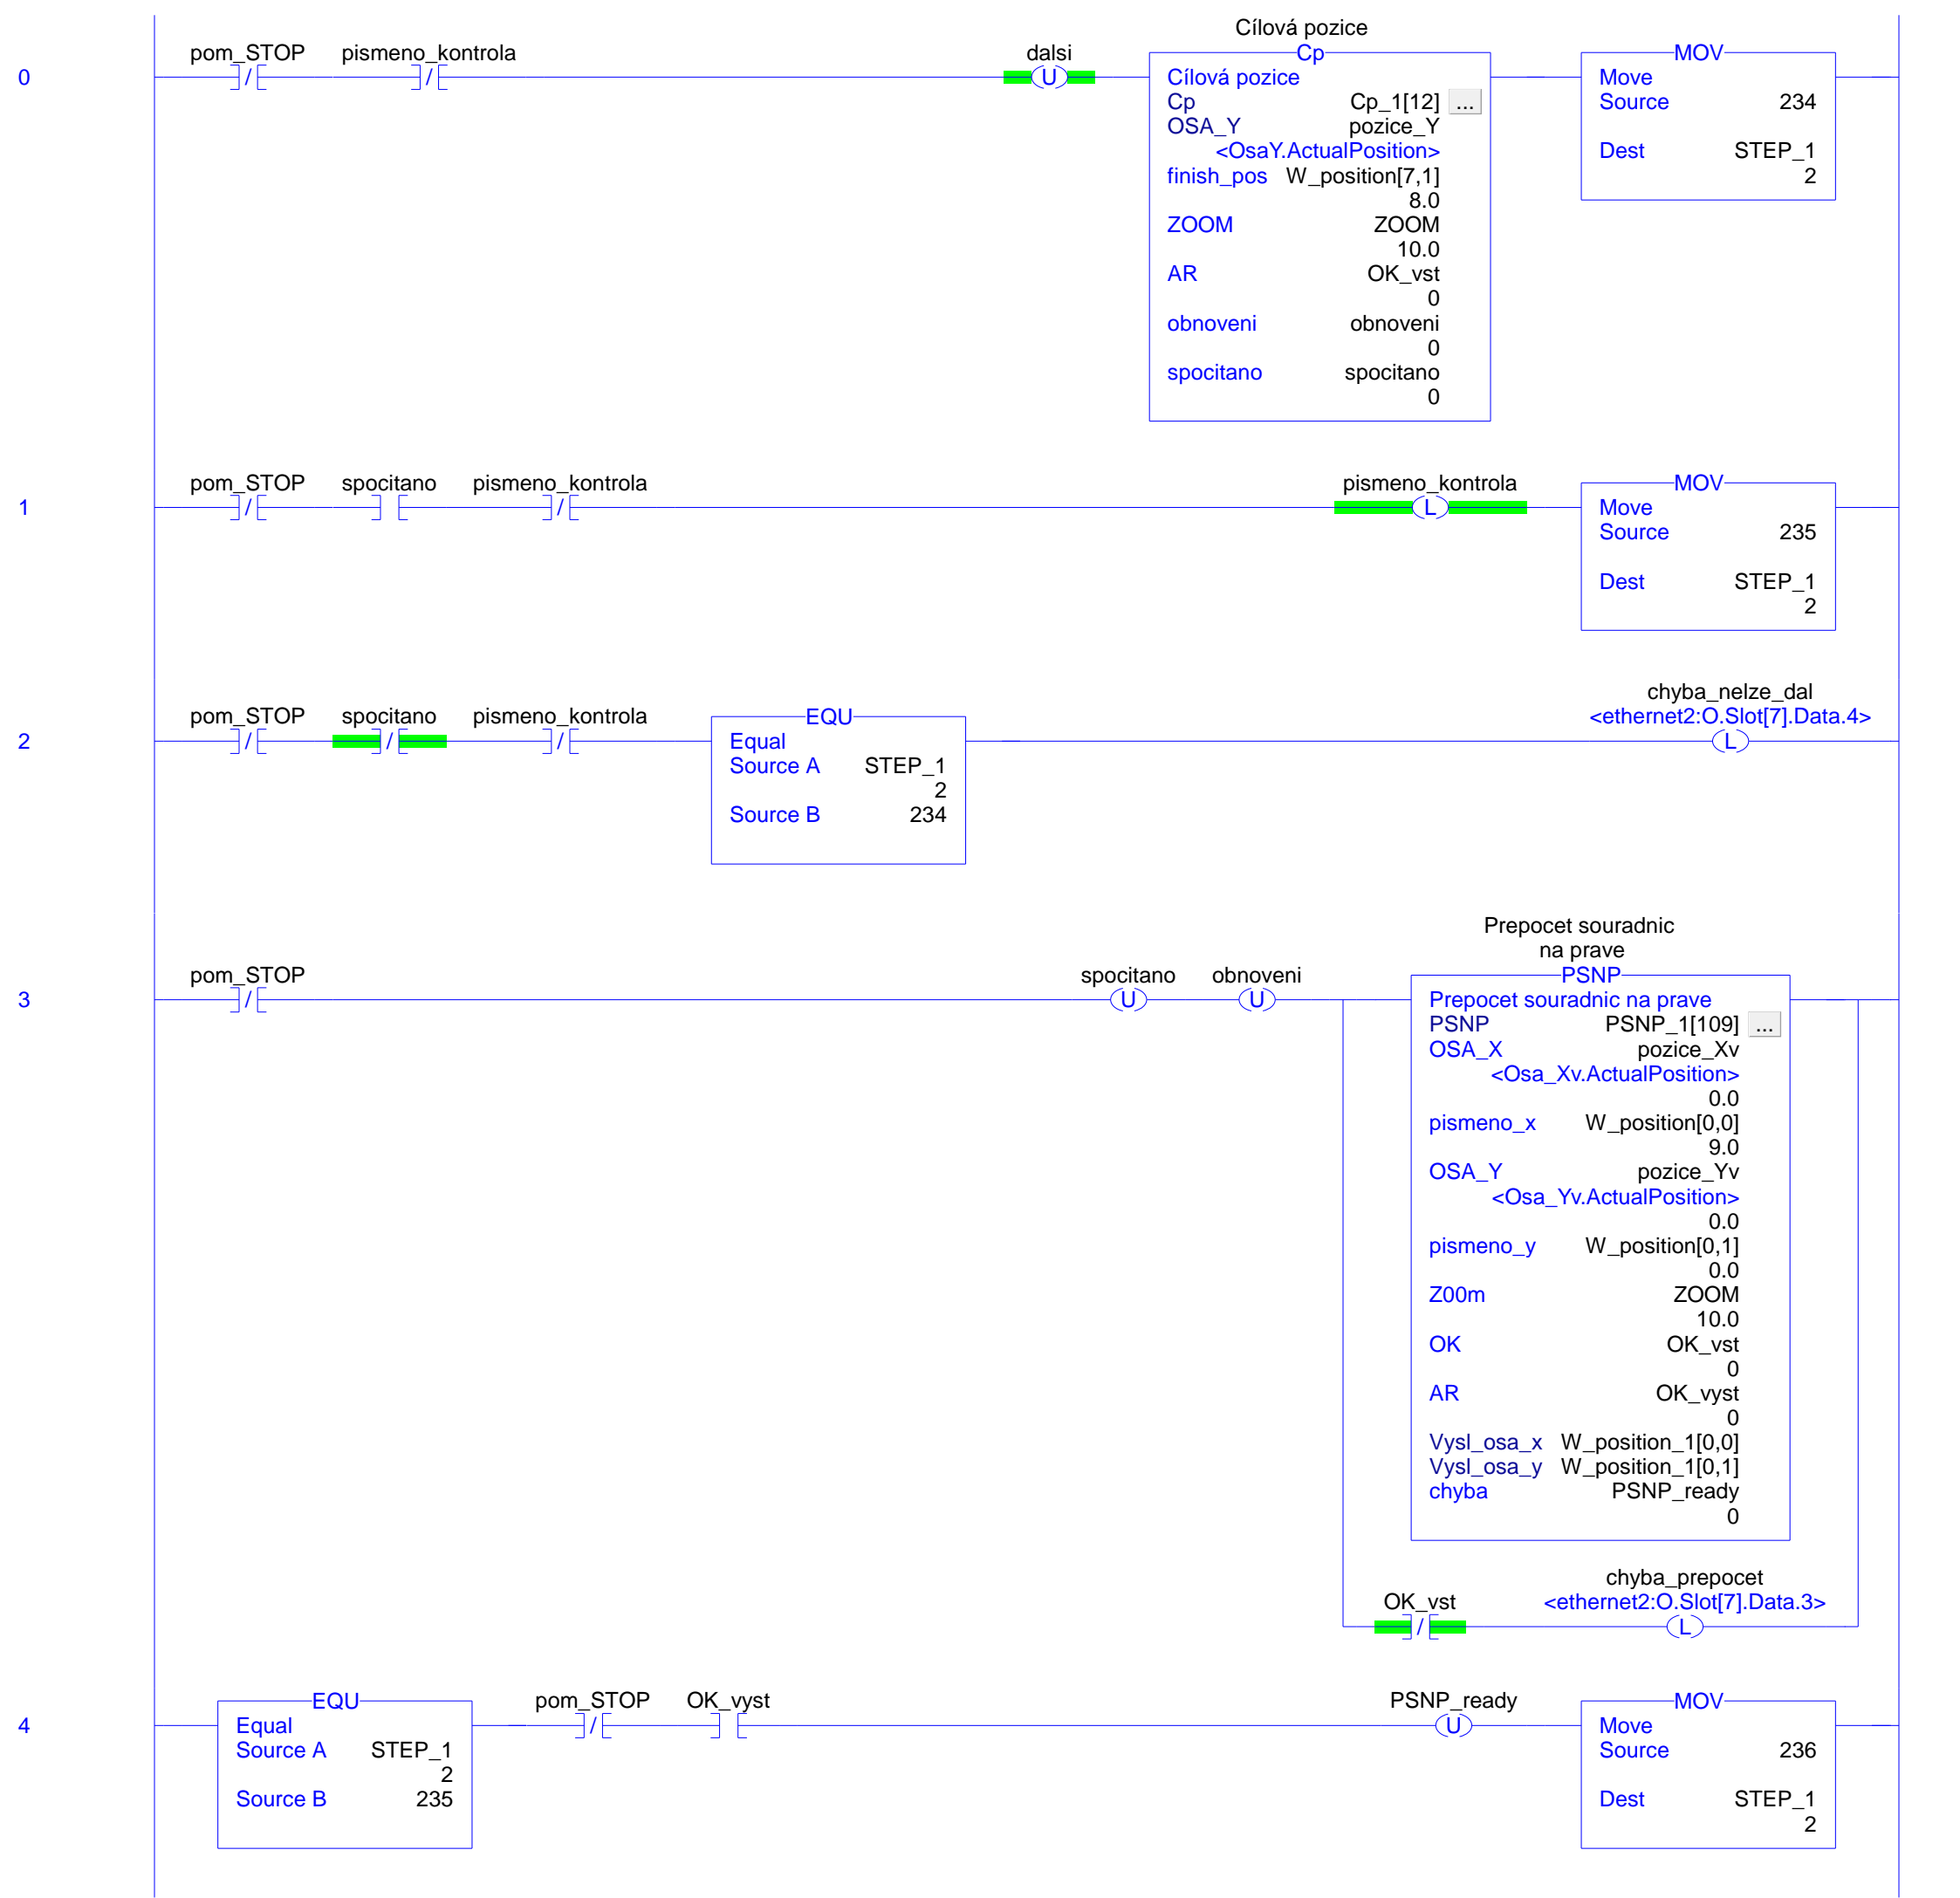 0
pom_STOP
/
pismeno_kontrola
/
dalsi
U
Cílová pozice
Cp
Cílová pozice
Cp Cp_1[12] ...
OSA_Y pozice_Y
<OsaY.ActualPosition>
finish_pos W_position[7,1]
8.0
ZOOM ZOOM
10.0
AR OK_vst
0
obnoveni obnoveni
0
spocitano spocitano
0
MOV
Move
Source 234
Dest STEP_1
2
1
pom_STOP
/
spocitano
pismeno_kontrola
/
pismeno_kontrola
L
MOV
Move
Source 235
Dest STEP_1
2
2
pom_STOP
/
spocitano
/
pismeno_kontrola
/
EQU
Equal
Source A STEP_1
2
Source B 234
chyba_nelze_dal
<ethernet2:O.Slot[7].Data.4>
L
3
pom_STOP
/
spocitano
U
obnoveni
U
Prepocet souradnic
na prave
PSNP
Prepocet souradnic na prave
PSNP PSNP_1[109] ...
OSA_X pozice_Xv
<Osa_Xv.ActualPosition>
0.0
pismeno_x W_position[0,0]
9.0
OSA_Y pozice_Yv
<Osa_Yv.ActualPosition>
0.0
pismeno_y W_position[0,1]
0.0
Z00m ZOOM
10.0
OK OK_vst
0
AR OK_vyst
0
Vysl_osa_x W_position_1[0,0]
Vysl_osa_y W_position_1[0,1]
chyba PSNP_ready
0
OK_vst
/
chyba_prepocet
<ethernet2:O.Slot[7].Data.3>
L
4
EQU
Equal
Source A STEP_1
2
Source B 235
pom_STOP
/
OK_vyst
PSNP_ready
U
MOV
Move
Source 236
Dest STEP_1
2